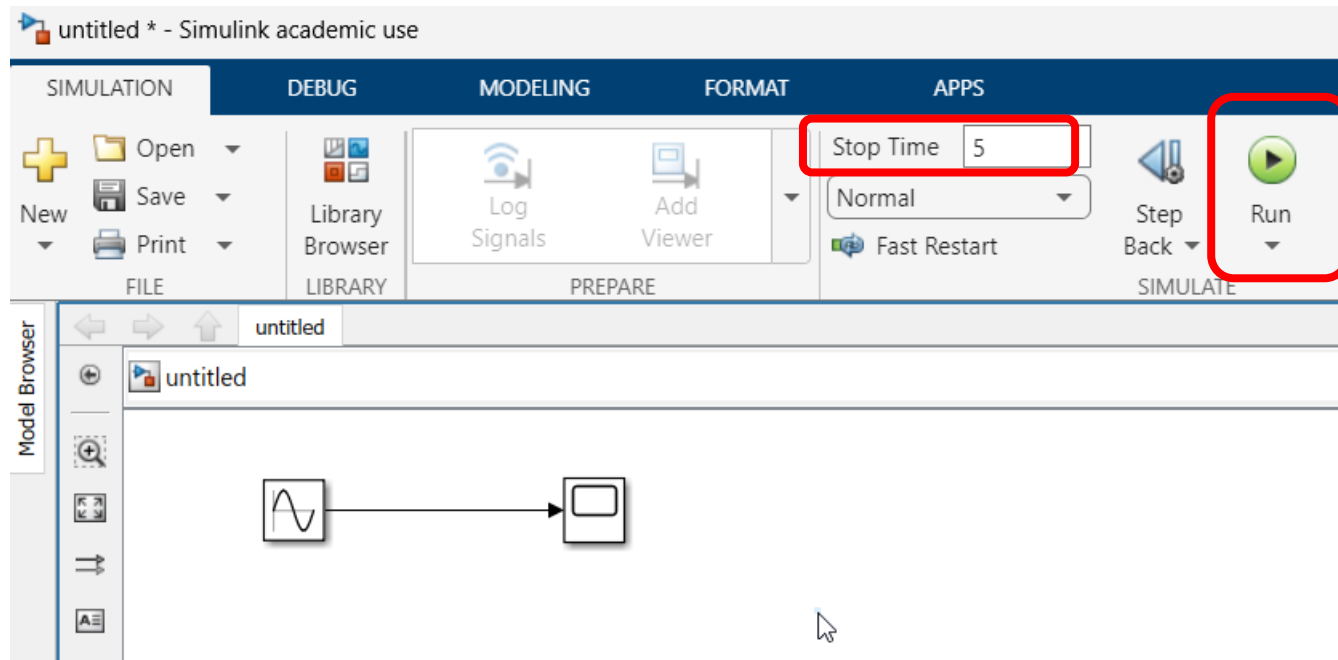 untitled * - Simulink academic use
SIMULATION DEBUG MODELING FORMAT APPS
New
Open
Save
Print
FILE
Library
Browser
LIBRARY
Log
Signals
Add
Viewer
PREPARE
Stop Time 5
Normal
Fast Restart
Step
Back
Run
SIMULATE
Model Browser
untitled
untitled
A